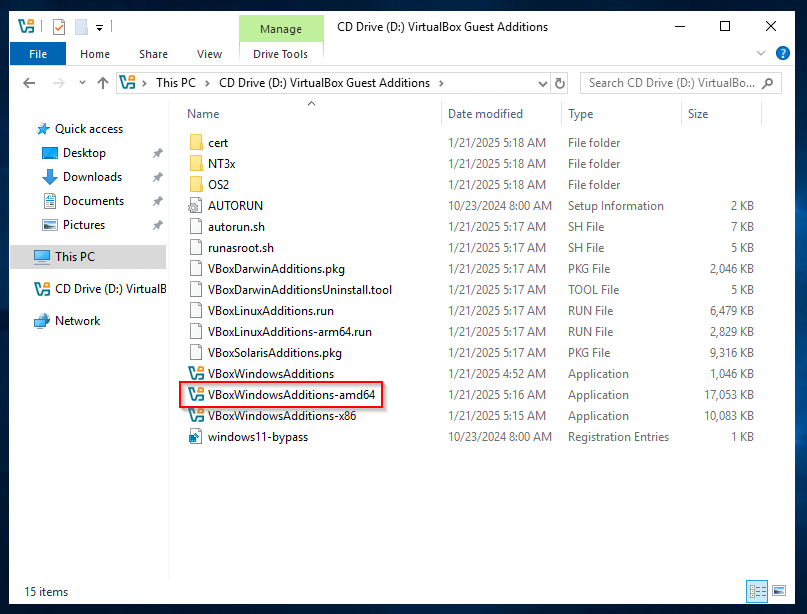 Manage
CD Drive (D:) VirtualBox Guest Additions
File Home Share View Drive Tools
This PC CD Drive (D:) VirtualBox Guest Additions
Search CD Drive (D:) VirtualBo...
Name Date modified Type Size
Quick access
Desktop
Downloads
Documents
Pictures
This PC
CD Drive (D:) VirtualB
Network
cert 1/21/2025 5:18 AM File folder
NT3x 1/21/2025 5:18 AM File folder
OS2 1/21/2025 5:18 AM File folder
AUTORUN 10/23/2024 8:00 AM Setup Information 2 KB
autorun.sh 1/21/2025 5:17 AM SH File 7 KB
runasroot.sh 1/21/2025 5:17 AM SH File 5 KB
VBoxDarwinAdditions.pkg 1/21/2025 5:17 AM PKG File 2,046 KB
VBoxDarwinAdditionsUninstall.tool 1/21/2025 5:17 AM TOOL File 5 KB
VBoxLinuxAdditions.run 1/21/2025 5:17 AM RUN File 6,479 KB
VBoxLinuxAdditions-arm64.run 1/21/2025 5:17 AM RUN File 2,829 KB
VBoxSolarisAdditions.pkg 1/21/2025 5:17 AM PKG File 9,316 KB
VBoxWindowsAdditions 1/21/2025 4:52 AM Application 1,046 KB
VBoxWindowsAdditions-amd64 1/21/2025 5:16 AM Application 17,053 KB
VBoxWindowsAdditions-x86 1/21/2025 5:15 AM Application 10,083 KB
windows11-bypass 10/23/2024 8:00 AM Registration Entries 1 KB
15 items